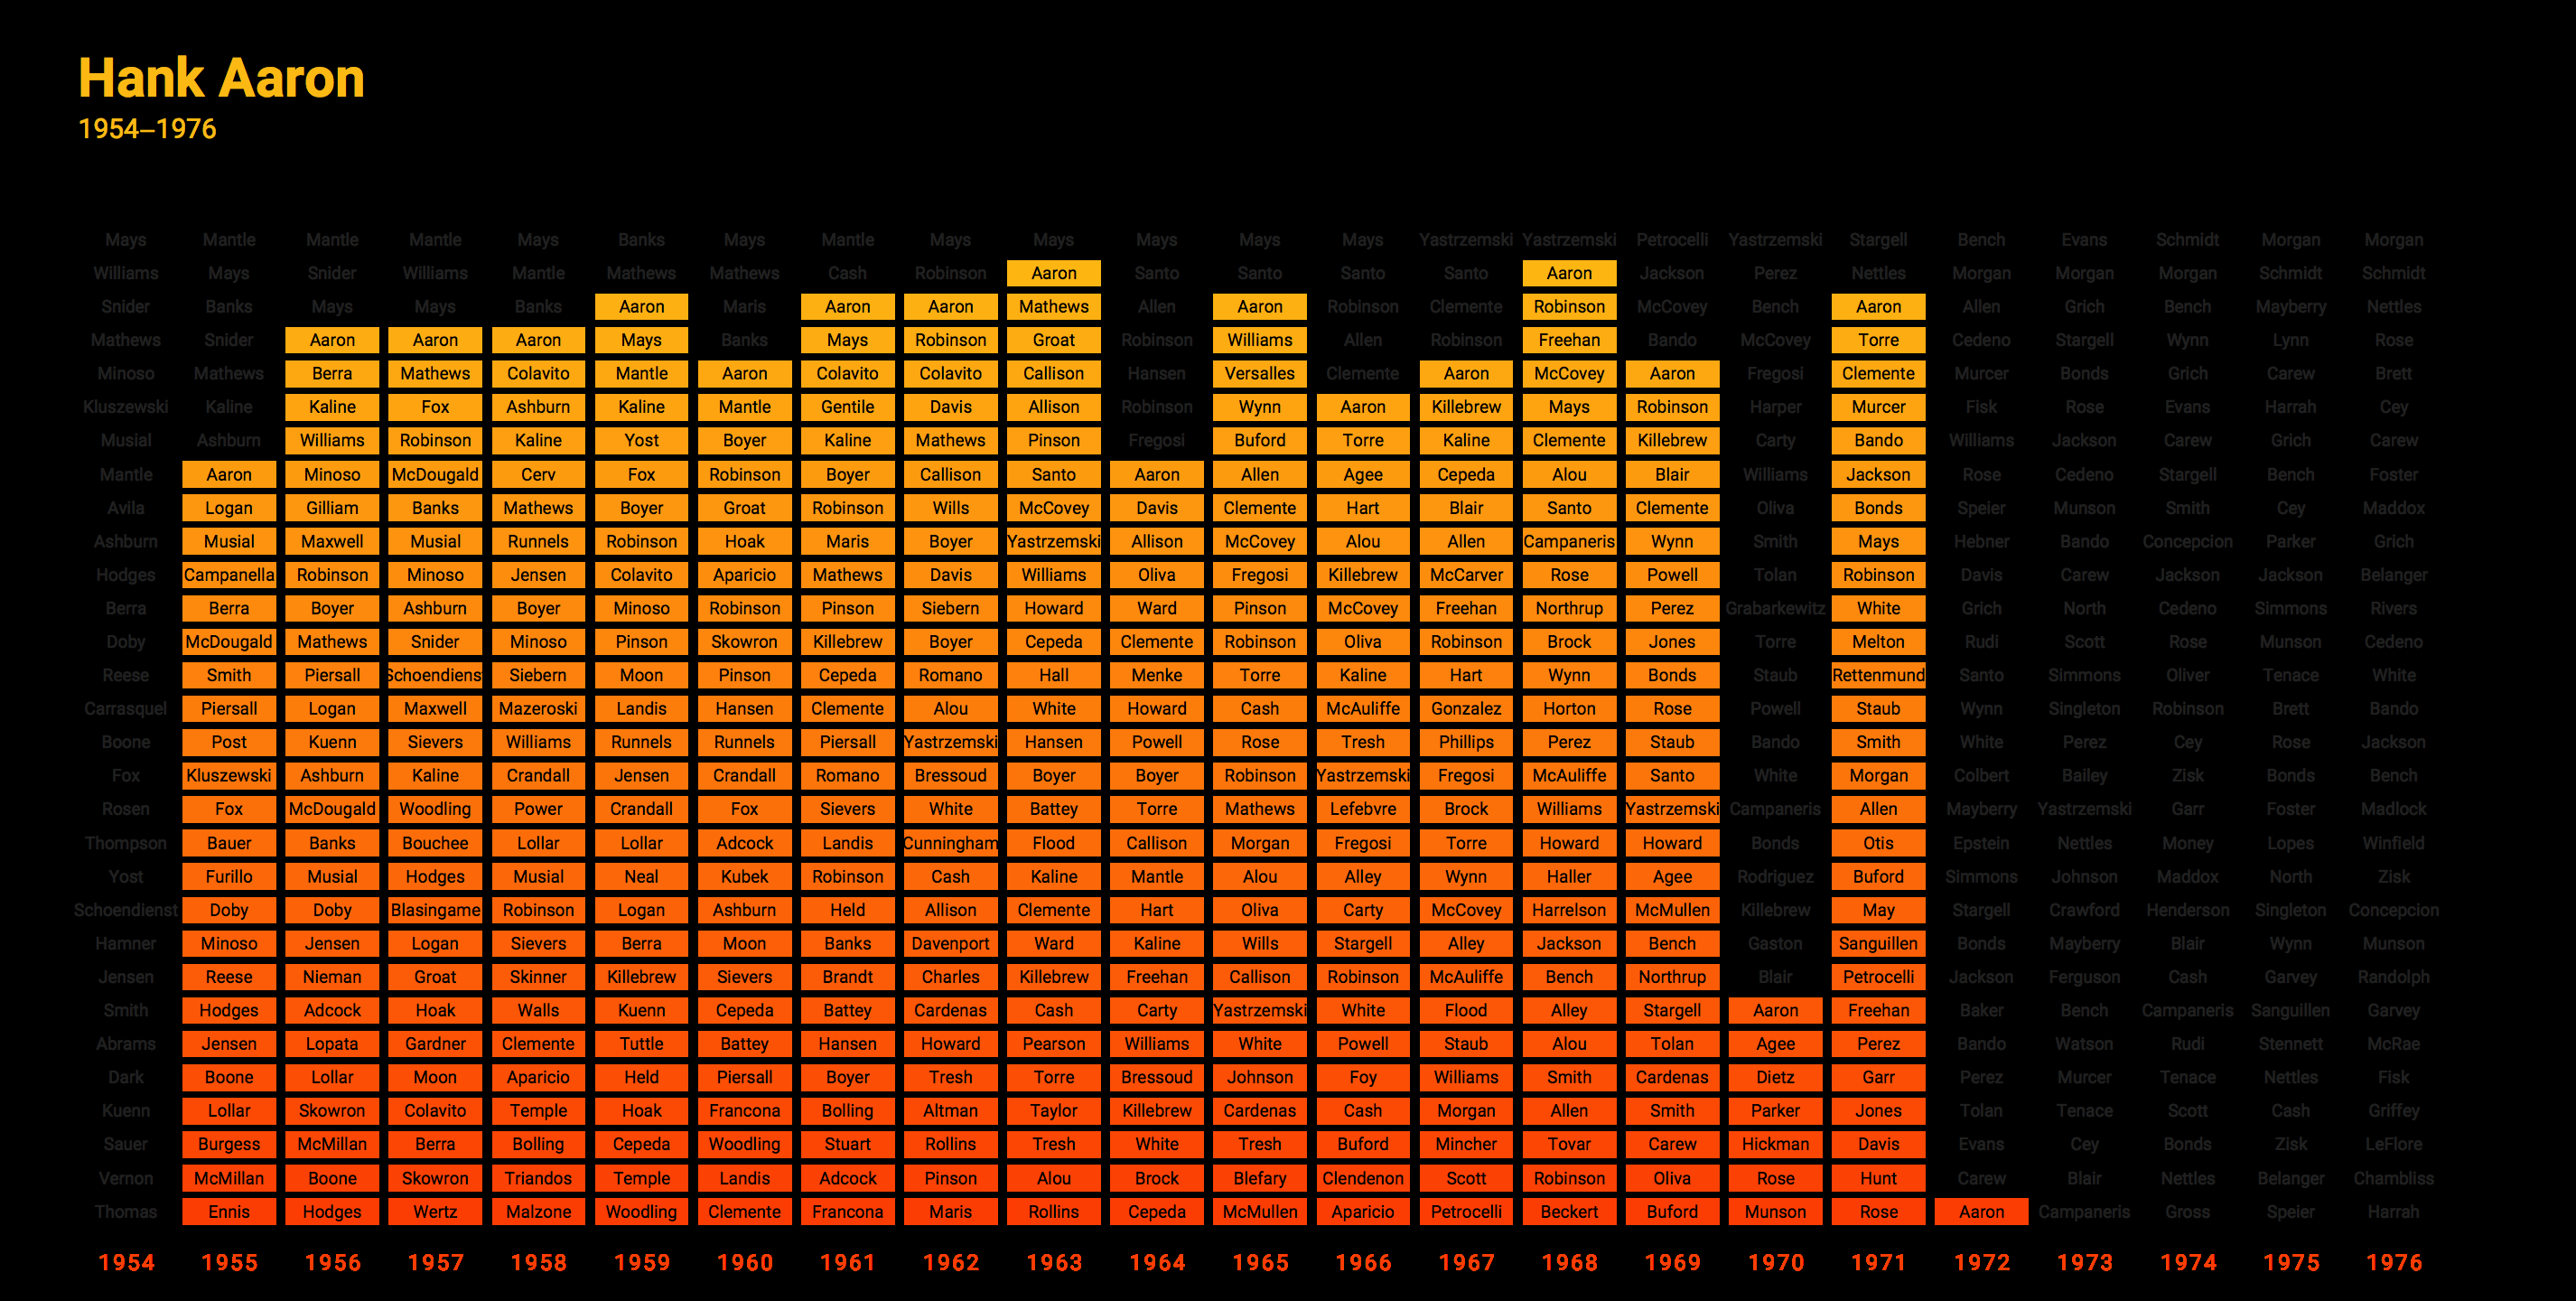 Hank Aaron
1954–1976
Mays Mantle Mantle Mantle Mays Banks Mays Mantle Mays Mays Mays Mays Mays Yastrzemski Yastrzemski Petrocelli Yastrzemski Stargell Bench Evans Schmidt Morgan Morgan
Williams Mays Snider Williams Mantle Mathews Mathews Cash Robinson Aaron Santo Santo Santo Santo Aaron Jackson Perez Nettles Morgan Morgan Morgan Schmidt Schmidt
Snider Banks Mays Mays Banks Aaron Maris Aaron Aaron Mathews Allen Aaron Robinson Clemente Robinson McCovey Bench Aaron Allen Grich Bench Mayberry Nettles
Mathews Snider Aaron Aaron Aaron Mays Banks Mays Robinson Groat Robinson Williams Allen Robinson Freehan Bando McCovey Torre Cedeno Stargell Wynn Lynn Rose
Minoso Mathews Berra Mathews Colavito Mantle Aaron Colavito Colavito Callison Hansen Versalles Clemente Aaron McCovey Aaron Fregosi Clemente Murcer Bonds Grich Carew Brett
Kluszewski Kaline Kaline Fox Ashburn Kaline Mantle Gentile Davis Allison Robinson Wynn Aaron Killebrew Mays Robinson Harper Murcer Fisk Rose Evans Harrah Cey
Musial Ashburn Williams Robinson Kaline Yost Boyer Kaline Mathews Pinson Fregosi Buford Torre Kaline Clemente Killebrew Carty Bando Williams Jackson Carew Grich Carew
Mantle Aaron Minoso McDougald Cerv Fox Robinson Boyer Callison Santo Aaron Allen Agee Cepeda Alou Blair Williams Jackson Rose Cedeno Stargell Bench Foster
Avila Logan Gilliam Banks Mathews Boyer Groat Robinson Wills McCovey Davis Clemente Hart Blair Santo Clemente Oliva Bonds Speier Munson Smith Cey Maddox
Ashburn Musial Maxwell Musial Runnels Robinson Hoak Maris Boyer Yastrzemski Allison McCovey Alou Allen Campaneris Wynn Smith Mays Hebner Bando Concepcion Parker Grich
Hodges Campanella Robinson Minoso Jensen Colavito Aparicio Mathews Davis Williams Oliva Fregosi Killebrew McCarver Rose Powell Tolan Robinson Davis Carew Jackson Jackson Belanger
Berra Berra Boyer Ashburn Boyer Minoso Robinson Pinson Siebern Howard Ward Pinson McCovey Freehan Northrup Perez Grabarkewitz White Grich North Cedeno Simmons Rivers
Doby McDougald Mathews Snider Minoso Pinson Skowron Killebrew Boyer Cepeda Clemente Robinson Oliva Robinson Brock Jones Torre Melton Rudi Scott Rose Munson Cedeno
Reese Smith Piersall Schoendiens Siebern Moon Pinson Cepeda Romano Hall Menke Torre Kaline Hart Wynn Bonds Staub Rettenmund Santo Simmons Oliver Tenace White
Carrasquel Piersall Logan Maxwell Mazeroski Landis Hansen Clemente Alou White Howard Cash McAuliffe Gonzalez Horton Rose Powell Staub Wynn Singleton Robinson Brett Bando
Boone Post Kuenn Sievers Williams Runnels Runnels Piersall Yastrzemski Hansen Powell Rose Tresh Phillips Perez Staub Bando Smith White Perez Cey Rose Jackson
Fox Kluszewski Ashburn Kaline Crandall Jensen Crandall Romano Bressoud Boyer Boyer Robinson Yastrzemski Fregosi McAuliffe Santo White Morgan Colbert Bailey Zisk Bonds Bench
Rosen Fox McDougald Woodling Power Crandall Fox Sievers White Battey Torre Mathews Lefebvre Brock Williams Yastrzemski Campaneris Allen Mayberry Yastrzemski Garr Foster Madlock
Thompson Bauer Banks Bouchee Lollar Lollar Adcock Landis Cunningham Flood Callison Morgan Fregosi Torre Howard Howard Bonds Otis Epstein Nettles Money Lopes Winfield
Yost Furillo Musial Hodges Musial Neal Kubek Robinson Cash Kaline Mantle Alou Alley Wynn Haller Agee Rodriguez Buford Simmons Johnson Maddox North Zisk
Schoendienst Doby Doby Blasingame Robinson Logan Ashburn Held Allison Clemente Hart Oliva Carty McCovey Harrelson McMullen Killebrew May Stargell Crawford Henderson Singleton Concepcion
Hamner Minoso Jensen Logan Sievers Berra Moon Banks Davenport Ward Kaline Wills Stargell Alley Jackson Bench Gaston Sanguillen Bonds Mayberry Blair Wynn Munson
Jensen Reese Nieman Groat Skinner Killebrew Sievers Brandt Charles Killebrew Freehan Callison Robinson McAuliffe Bench Northrup Blair Petrocelli Jackson Ferguson Cash Garvey Randolph
Smith Hodges Adcock Hoak Walls Kuenn Cepeda Battey Cardenas Cash Carty Yastrzemski White Flood Alley Stargell Aaron Freehan Baker Bench Campaneris Sanguillen Garvey
Abrams Jensen Lopata Gardner Clemente Tuttle Battey Hansen Howard Pearson Williams White Powell Staub Alou Tolan Agee Perez Bando Watson Rudi Stennett McRae
Dark Boone Lollar Moon Aparicio Held Piersall Boyer Tresh Torre Bressoud Johnson Foy Williams Smith Cardenas Dietz Garr Perez Murcer Tenace Nettles Fisk
Kuenn Lollar Skowron Colavito Temple Hoak Francona Bolling Altman Taylor Killebrew Cardenas Cash Morgan Allen Smith Parker Jones Tolan Tenace Scott Cash Griffey
Sauer Burgess McMillan Berra Bolling Cepeda Woodling Stuart Rollins Tresh White Tresh Buford Mincher Tovar Carew Hickman Davis Evans Cey Bonds Zisk LeFlore
Vernon McMillan Boone Skowron Triandos Temple Landis Adcock Pinson Alou Brock Blefary Clendenon Scott Robinson Oliva Rose Hunt Carew Blair Nettles Belanger Chambliss
Thomas Ennis Hodges Wertz Malzone Woodling Clemente Francona Maris Rollins Cepeda McMullen Aparicio Petrocelli Beckert Buford Munson Rose Aaron Campaneris Gross Speier Harrah
1954 1955 1956 1957 1958 1959 1960 1961 1962 1963 1964 1965 1966 1967 1968 1969 1970 1971 1972 1973 1974 1975 1976